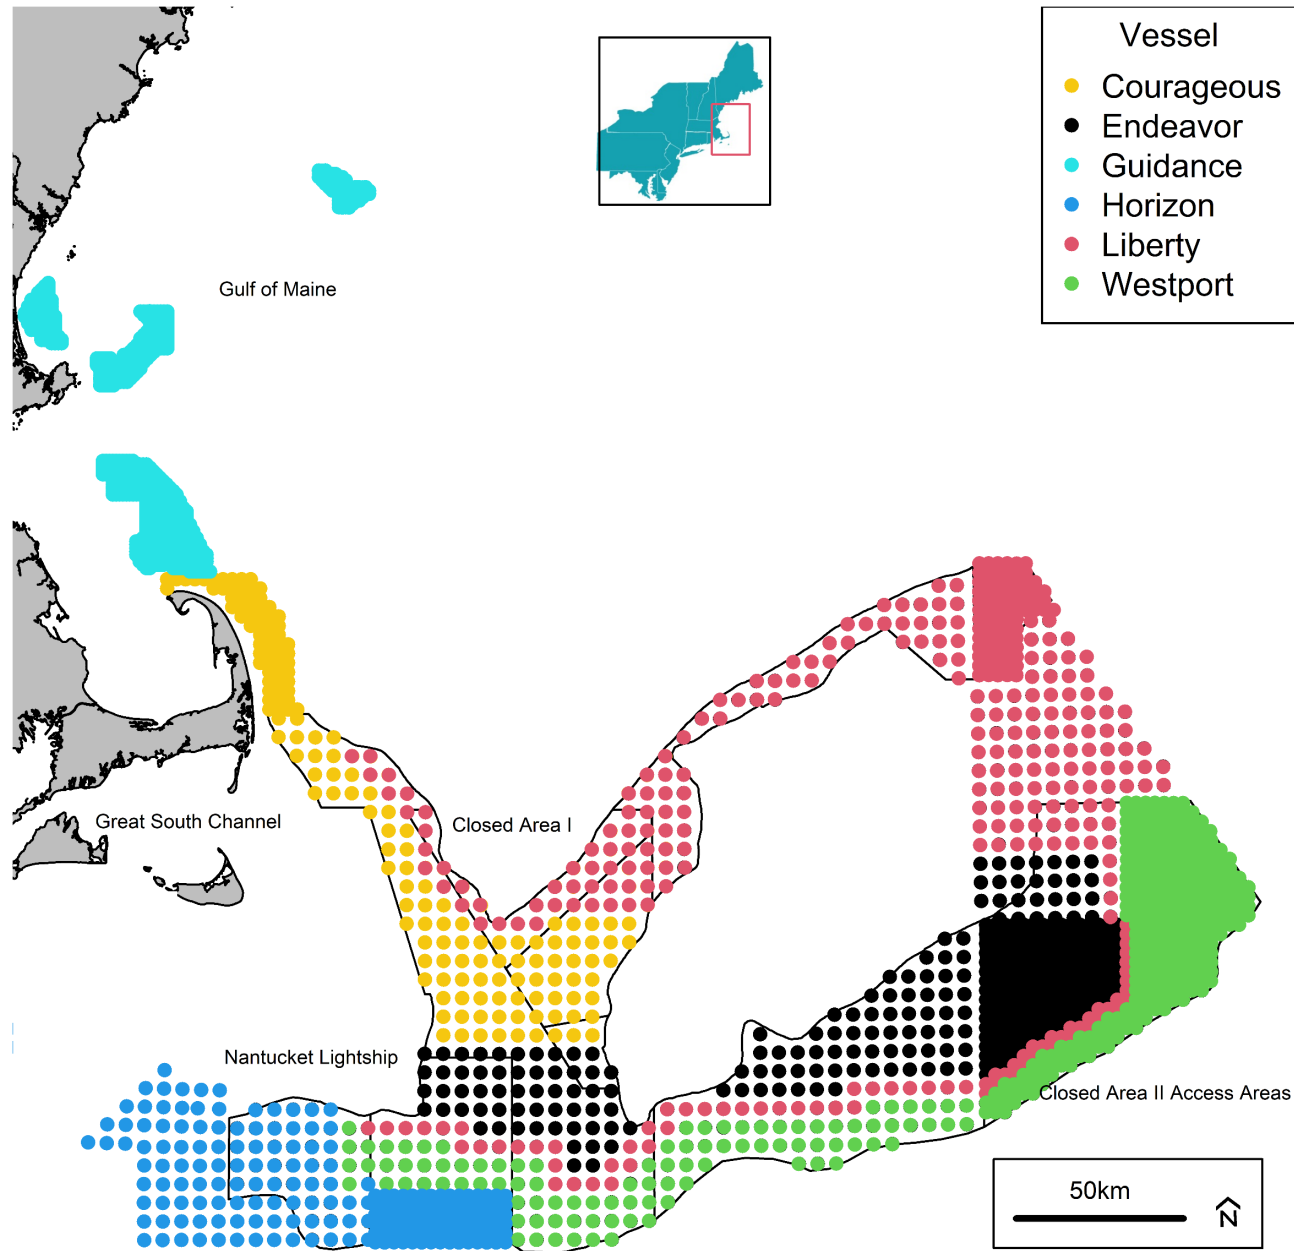 Vessel
Courageous
Endeavor
Guidance
Horizon
Liberty
Westport
Gulf of Maine
Great South Channel
Closed Area I
Nantucket Lightship
Closed Area II Access Areas
50km
N